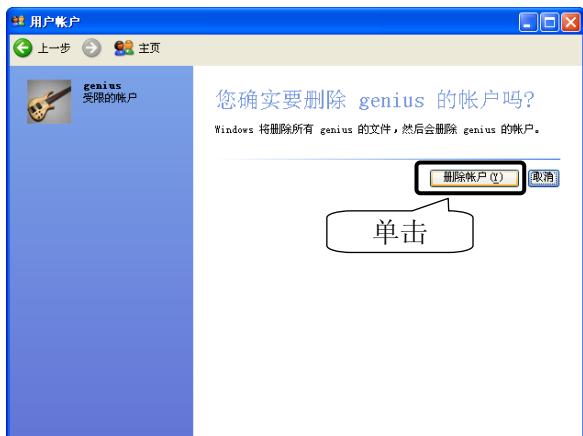 用户帐户
上一步 主页
genius
受限的帐户
您确实要删除 genius 的帐户吗?
Windows 将删除所有 genius 的文件，然后会删除 genius 的帐户。
删除帐户(Y) 取消
单击